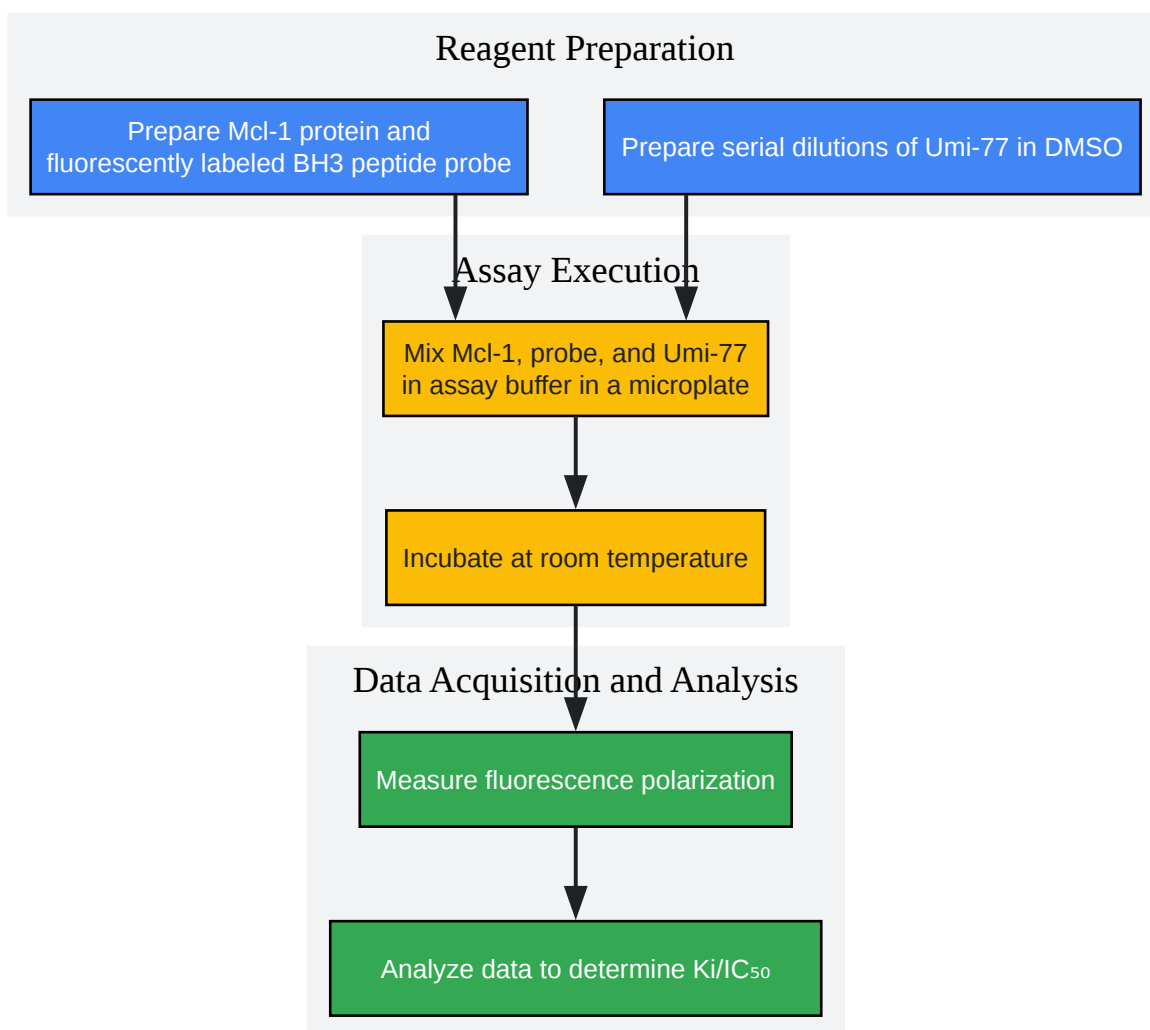 Reagent Preparation
Prepare Mcl-1 protein and
fluorescently labeled BH3 peptide probe
Prepare serial dilutions of Umi-77 in DMSO
Assay Execution
Mix Mcl-1, probe, and Umi-77
in assay buffer in a microplate
Incubate at room temperature
Data Acquisition and Analysis
Measure fluorescence polarization
Analyze data to determine Ki/IC₅₀